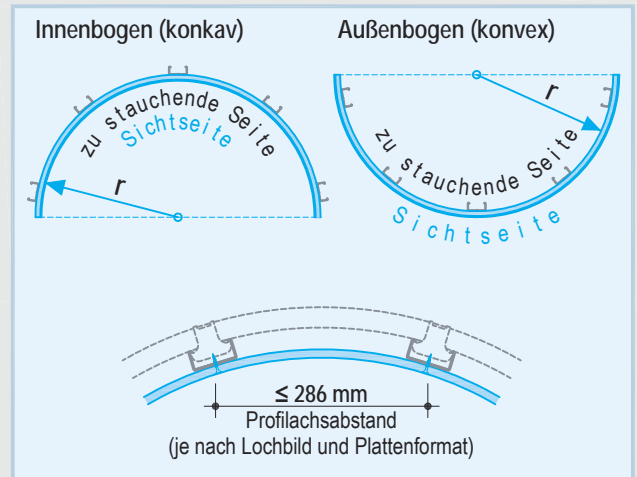 Innenbogen (konkav)
zu stauchende Seite
Sichtseite
r
Außenbogen (konvex)
r
zu stauchende Seite
Sichtseite
≤ 286 mm
Profilachsabstand
(je nach Lochbild und Plattenformat)